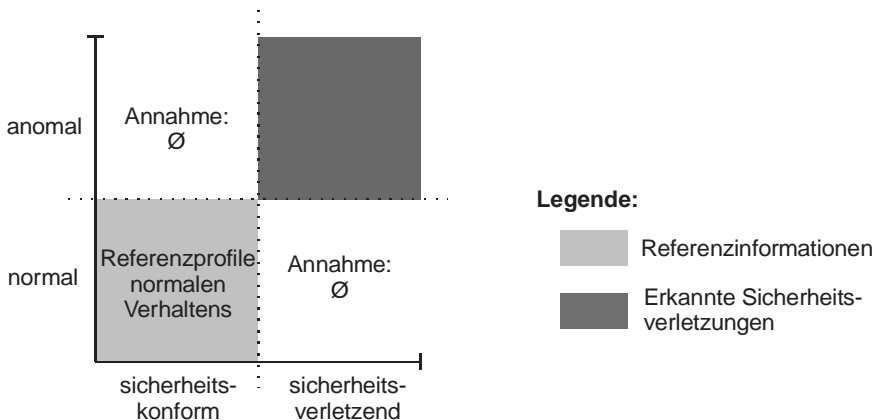 anomal
Annahme:
Ø
normal
Referenzprofile
normalen
Verhaltens
Annahme:
Ø
sicherheits-
konform
sicherheits-
verletzend
Legende:
Referenzinformationen
Erkannte Sicherheits-
verletzungen